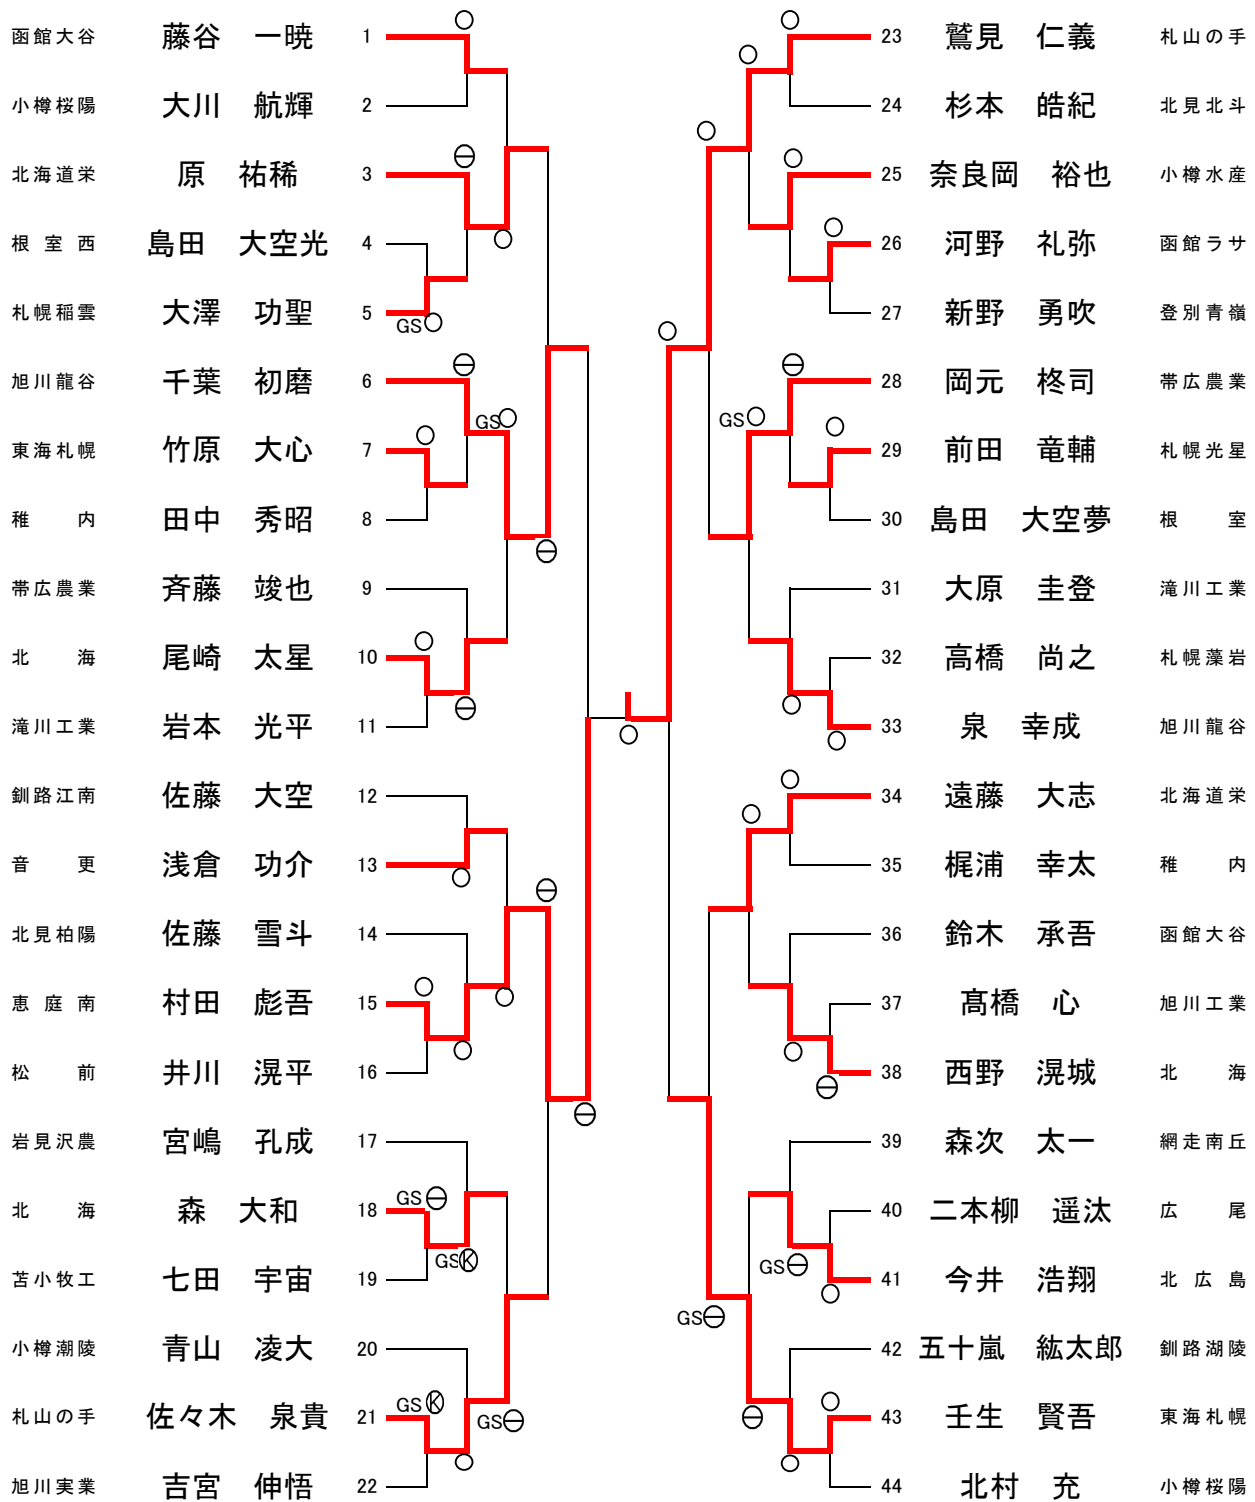 函館大谷 藤谷 一暁 1
小樽桜陽 大川 航輝 2
北海道栄 原 祐稀 3
根室西 島田 大空光 4
札幌稲雲 大澤 功聖 5
GS
旭川龍谷 千葉 初磨 6
GS
東海札幌 竹原 大心 7
稚内 田中 秀昭 8
帯広農業 斉藤 竣也 9
北海 尾崎 太星 10
滝川工業 岩本 光平 11
釧路江南 佐藤 大空 12
音更 浅倉 功介 13
北見柏陽 佐藤 雪斗 14
恵庭南 村田 彪吾 15
松前 井川 滉平 16
岩見沢農 宮嶋 孔成 17
GS
北海 森 大和 18
GS K
苫小牧工 七田 宇宙 19
小樽潮陵 青山 凌大 20
GS K
札山の手 佐々木 泉貴 21
GS
旭川実業 吉宮 伸悟 22
23 鷲見 仁義 札山の手
24 杉本 皓紀 北見北斗
25 奈良岡 裕也 小樽水産
26 河野 礼弥 函館ラサ
27 新野 勇吹 登別青嶺
28 岡元 柊司 帯広農業
GS
29 前田 竜輔 札幌光星
30 島田 大空夢 根室
31 大原 圭登 滝川工業
32 高橋 尚之 札幌藻岩
33 泉 幸成 旭川龍谷
34 遠藤 大志 北海道栄
35 梶浦 幸太 稚内
36 鈴木 承吾 函館大谷
37 髙橋 心 旭川工業
38 西野 滉城 北海
39 森次 太一 網走南丘
40 二本柳 遥汰 広尾
GS
41 今井 浩翔 北広島
GS
42 五十嵐 紘太郎 釧路湖陵
43 壬生 賢吾 東海札幌
44 北村 充 小樽桜陽